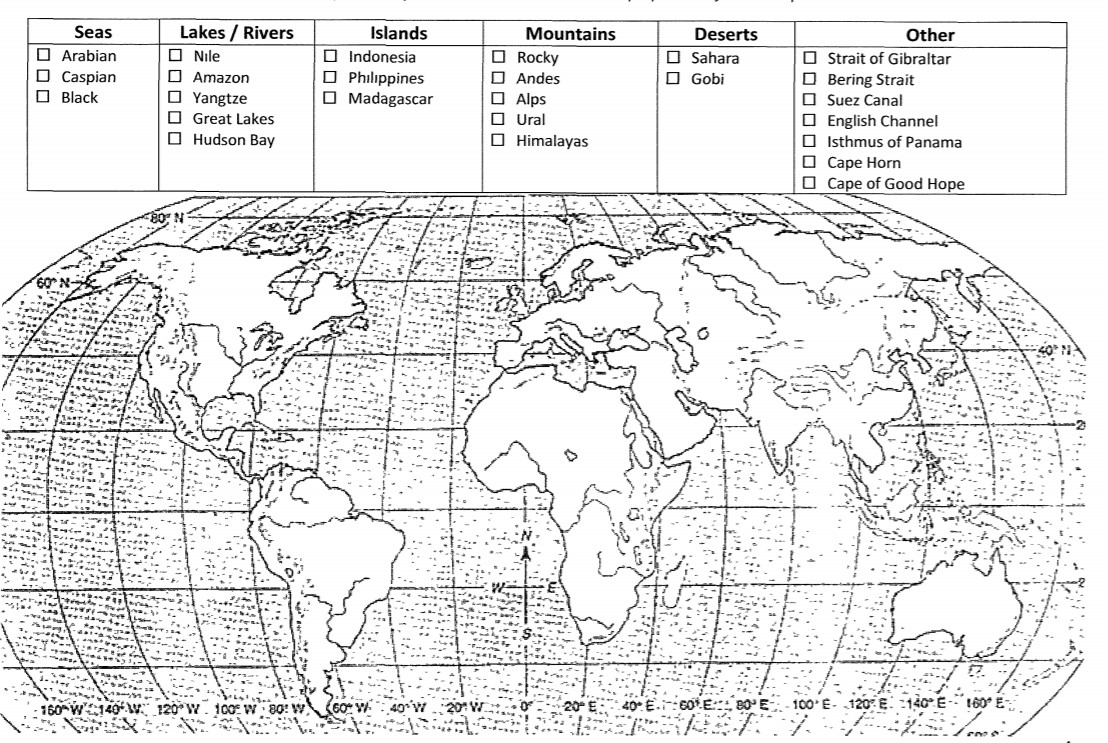 Seas Lakes / Rivers Islands Mountains Deserts Other
☐ Arabian ☐ Nile ☐ Indonesia ☐ Rocky ☐ Sahara ☐ Strait of Gibraltar
☐ Caspian ☐ Amazon ☐ Philippines ☐ Andes ☐ Gobi ☐ Bering Strait
☐ Black ☐ Yangtze ☐ Madagascar ☐ Alps ☐ Suez Canal
☐ Great Lakes ☐ Ural ☐ English Channel
☐ Hudson Bay ☐ Himalayas ☐ Isthmus of Panama
☐ Cape Horn
☐ Cape of Good Hope
80° N
60° N
40° N
2
N
W E
2
S
160° W 140° W 120° W 100° W 80° W 60° W 40° W 20° W 0° 20° E 40° E 60° E 80° E 100° E 120° E 140° E 160° E